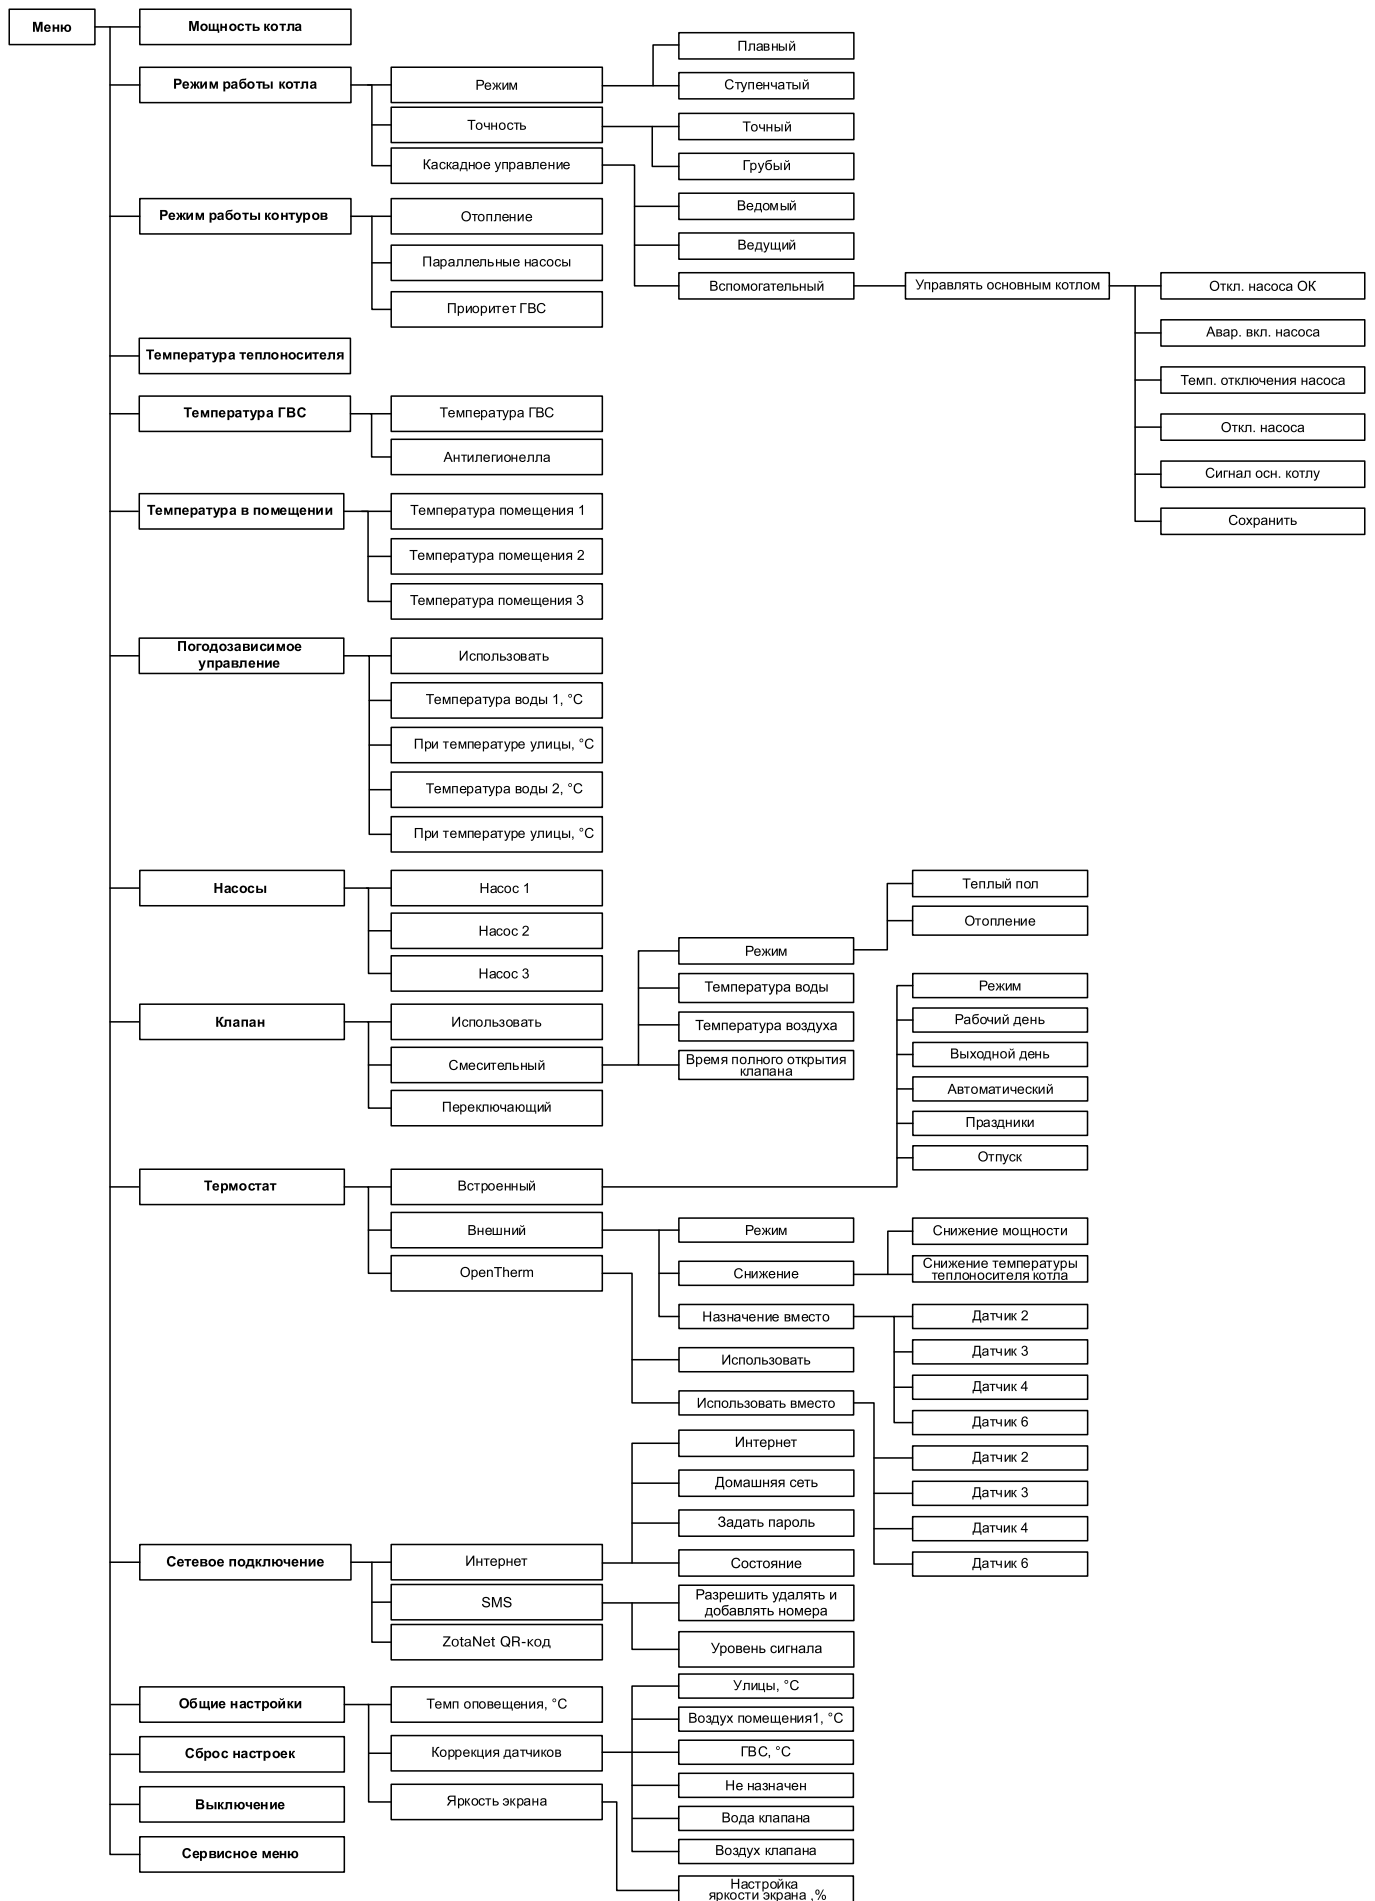 Меню
Мощность котла
Режим работы котла
Режим
Плавный
Ступенчатый
Точность
Точный
Грубый
Каскадное управление
Ведомый
Ведущий
Вспомогательный
Управлять основным котлом
Откл. насоса ОК
Авар. вкл. насоса
Темп. отключения насоса
Откл. насоса
Сигнал осн. котлу
Сохранить
Режим работы контуров
Отопление
Параллельные насосы
Приоритет ГВС
Температура теплоносителя
Температура ГВС
Температура ГВС
Антилегионелла
Температура в помещении
Температура помещения 1
Температура помещения 2
Температура помещения 3
Погодозависимое
управление
Использовать
Температура воды 1, °С
При температуре улицы, °С
Температура воды 2, °С
При температуре улицы, °С
Насосы
Насос 1
Насос 2
Насос 3
Клапан
Использовать
Смесительный
Режим
Теплый пол
Отопление
Температура воды
Температура воздуха
Время полного открытия
клапана
Переключающий
Термостат
Встроенный
Режим
Рабочий день
Выходной день
Автоматический
Праздники
Отпуск
Внешний
Режим
Снижение
Снижение мощности
Снижение температуры
теплоносителя котла
Назначение вместо
Датчик 2
Датчик 3
Датчик 4
Датчик 6
OpenTherm
Использовать
Использовать вместо
Датчик 2
Датчик 3
Датчик 4
Датчик 6
Сетевое подключение
Интернет
Интернет
Домашняя сеть
Задать пароль
Состояние
SMS
Разрешить удалять и
добавлять номера
Уровень сигнала
ZotaNet QR-код
Общие настройки
Темп оповещения, °С
Коррекция датчиков
Улицы, °С
Воздух помещения1, °С
ГВС, °С
Не назначен
Вода клапана
Воздух клапана
Яркость экрана
Настройка
яркости экрана ,%
Сброс настроек
Выключение
Сервисное меню